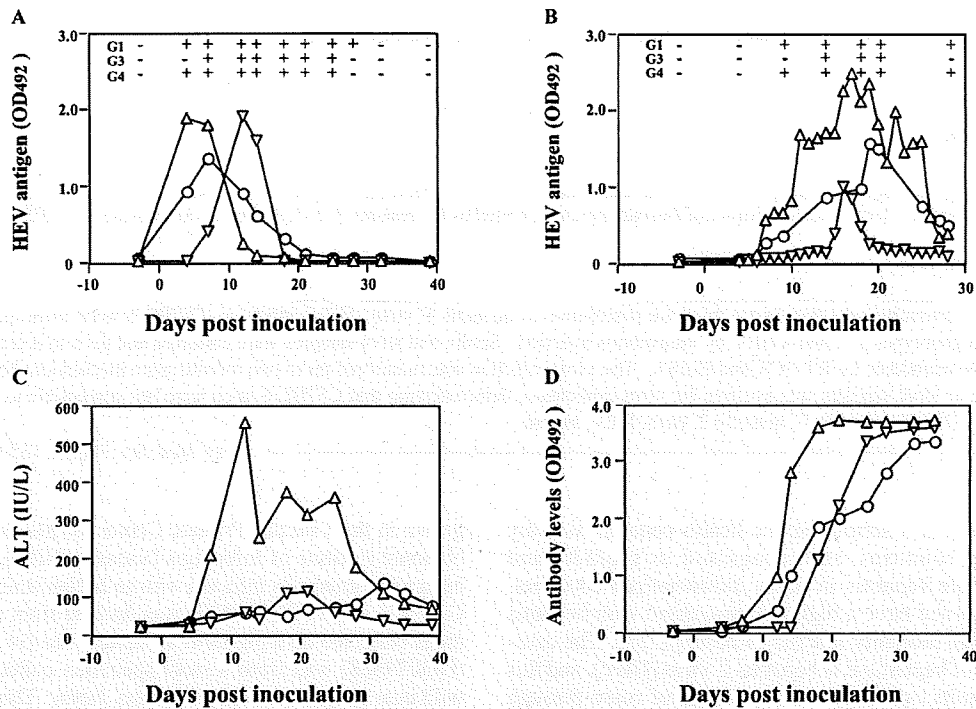 A
3.0
2.0
1.0
0
HEV antigen (OD492)
G1 - + + + + + + + + - -
G3 - - + + + + + + - - -
G4 - + + + + + + + - - -
-10 0 10 20 30 40
Days post inoculation
B
3.0
2.0
1.0
0
HEV antigen (OD492)
G1 - - + + + + +
G3 - - - + + + -
G4 - - + + + + +
-10 0 10 20 30
Days post inoculation
C
600
500
400
300
200
100
0
ALT (IU/L)
-10 0 10 20 30 40
Days post inoculation
D
4.0
3.0
1.0
0
Antibody levels (OD492)
-10 0 10 20 30 40
Days post inoculation